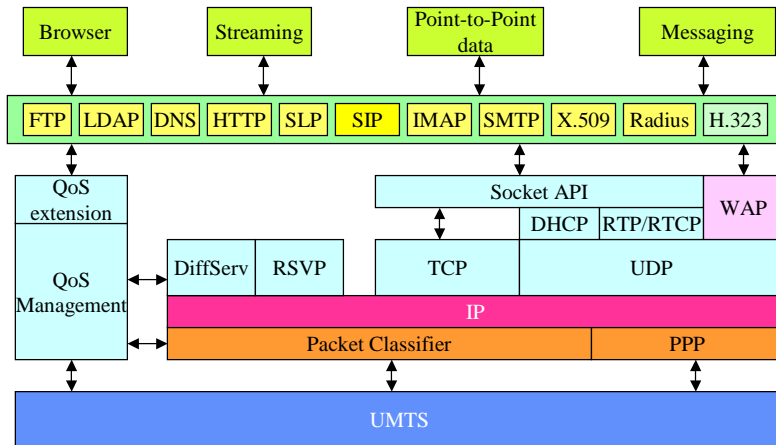 Browser
Streaming
Point-to-Point
data
Messaging
FTP
LDAP
DNS
HTTP
SLP
SIP
IMAP
SMTP
X.509
Radius
H.323
QoS
extension
Socket API
WAP
DHCP
RTP/RTCP
QoS
Management
DiffServ
RSVP
TCP
UDP
IP
Packet Classifier
PPP
UMTS